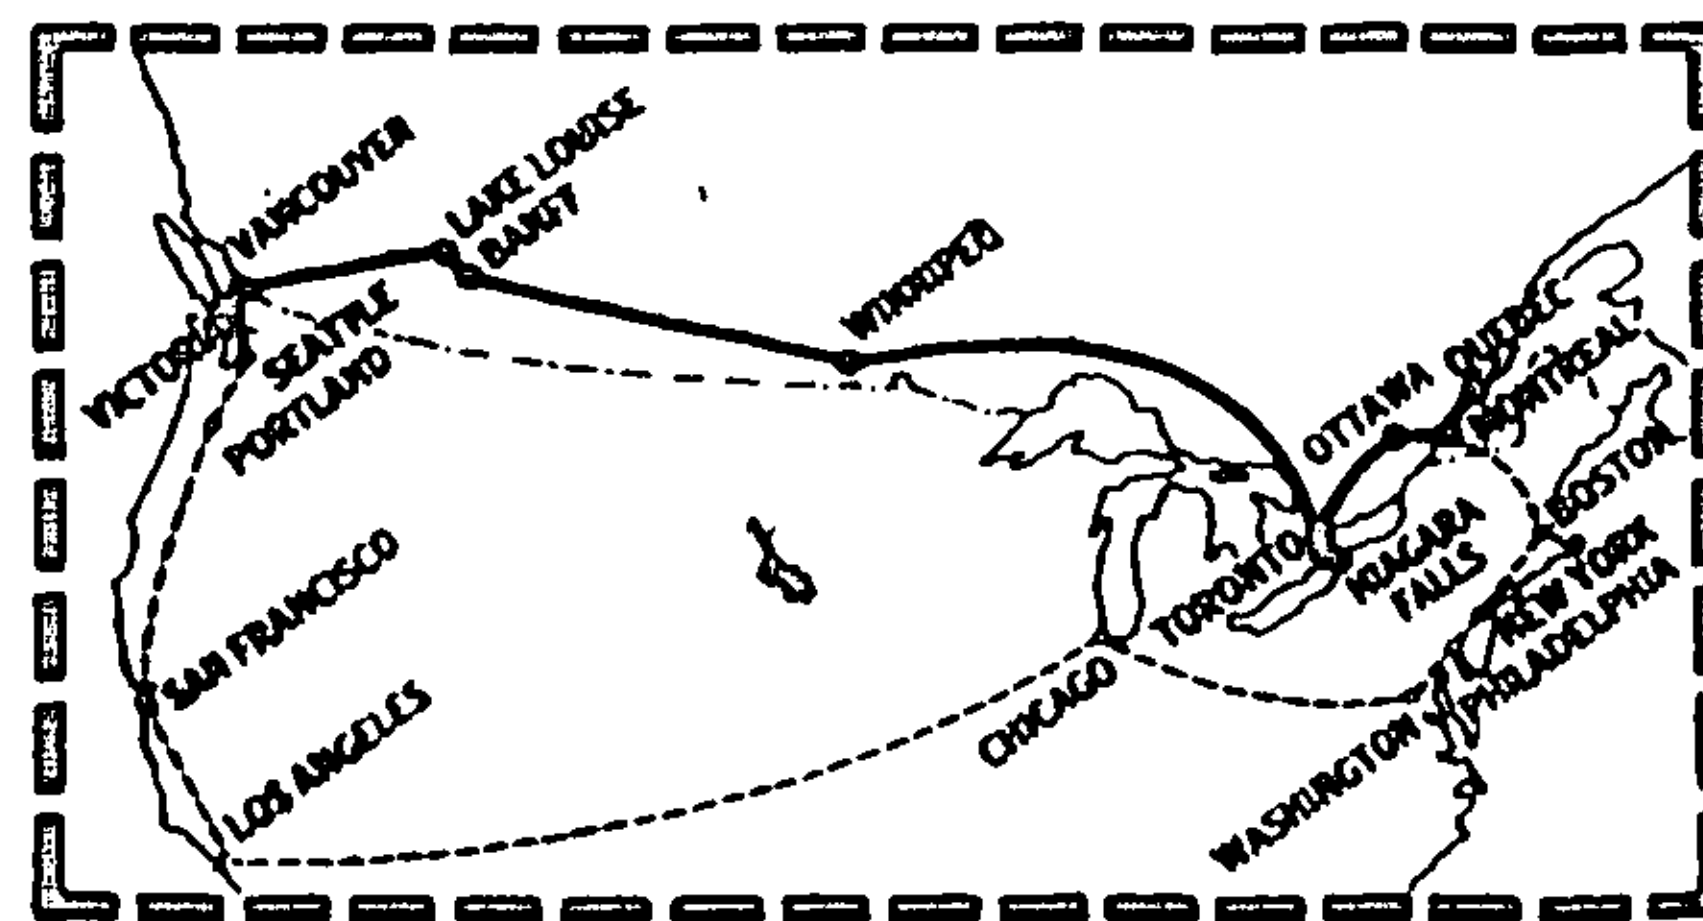 VANCOUVER
LAKE LOUISE
BANFF
WINNIPEG
VICTORIA
SEATTLE
PORTLAND
OTTAWA
QUEBEC
MONTREAL
BOSTON
SAN FRANCISCO
TORONTO
NIAGARA
FALLS
NEW YORK
PHILADELPHIA
LOS ANGELES
CHICAGO
WASHINGTON